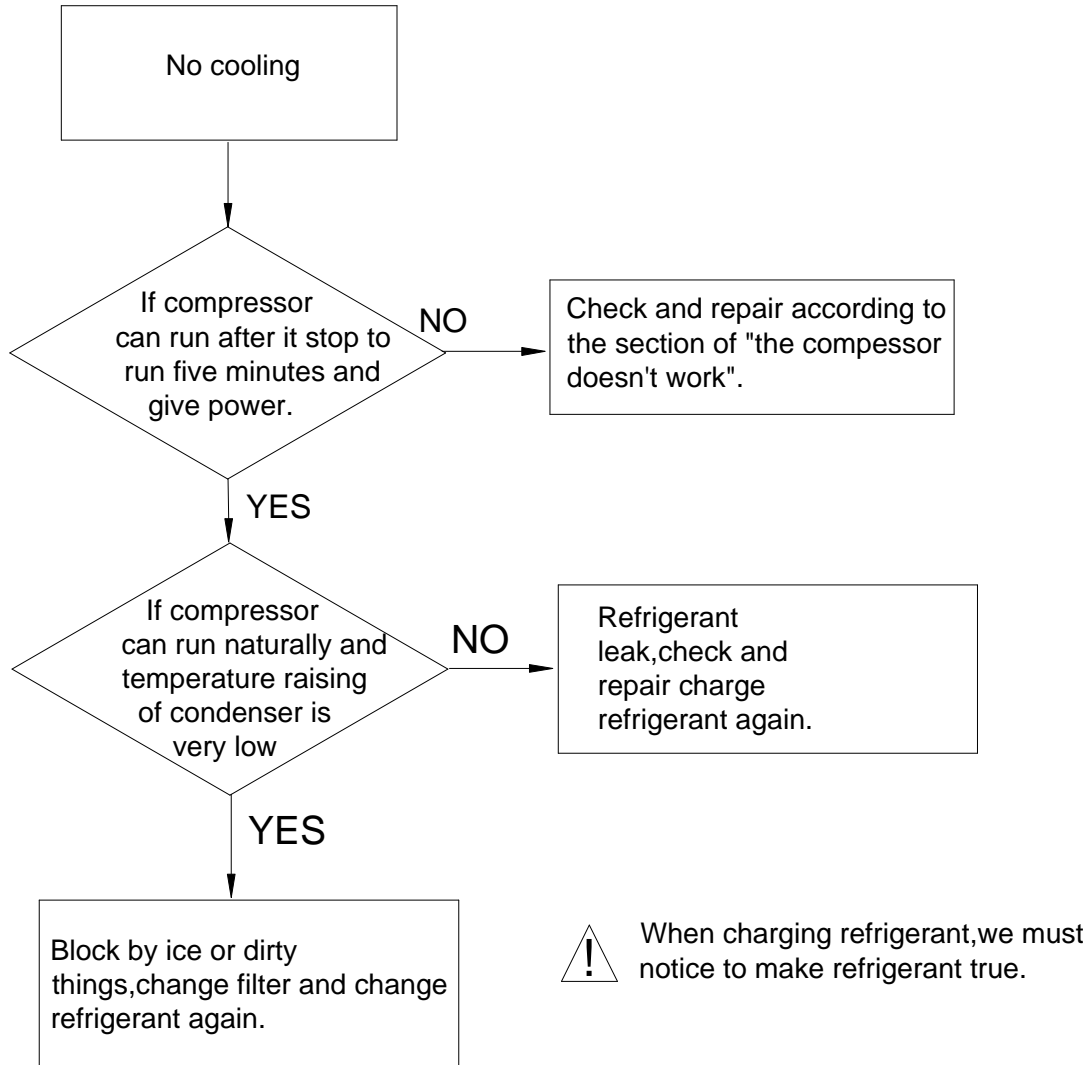 No cooling
If compressor
can run after it stop to
run five minutes and
give power.
NO
Check and repair according to
the section of "the compessor
doesn't work".
YES
If compressor
can run naturally and
temperature raising
of condenser is
very low
NO
Refrigerant
leak,check and
repair charge
refrigerant again.
YES
Block by ice or dirty
things,change filter and change
refrigerant again.
!
When charging refrigerant,we must
notice to make refrigerant true.